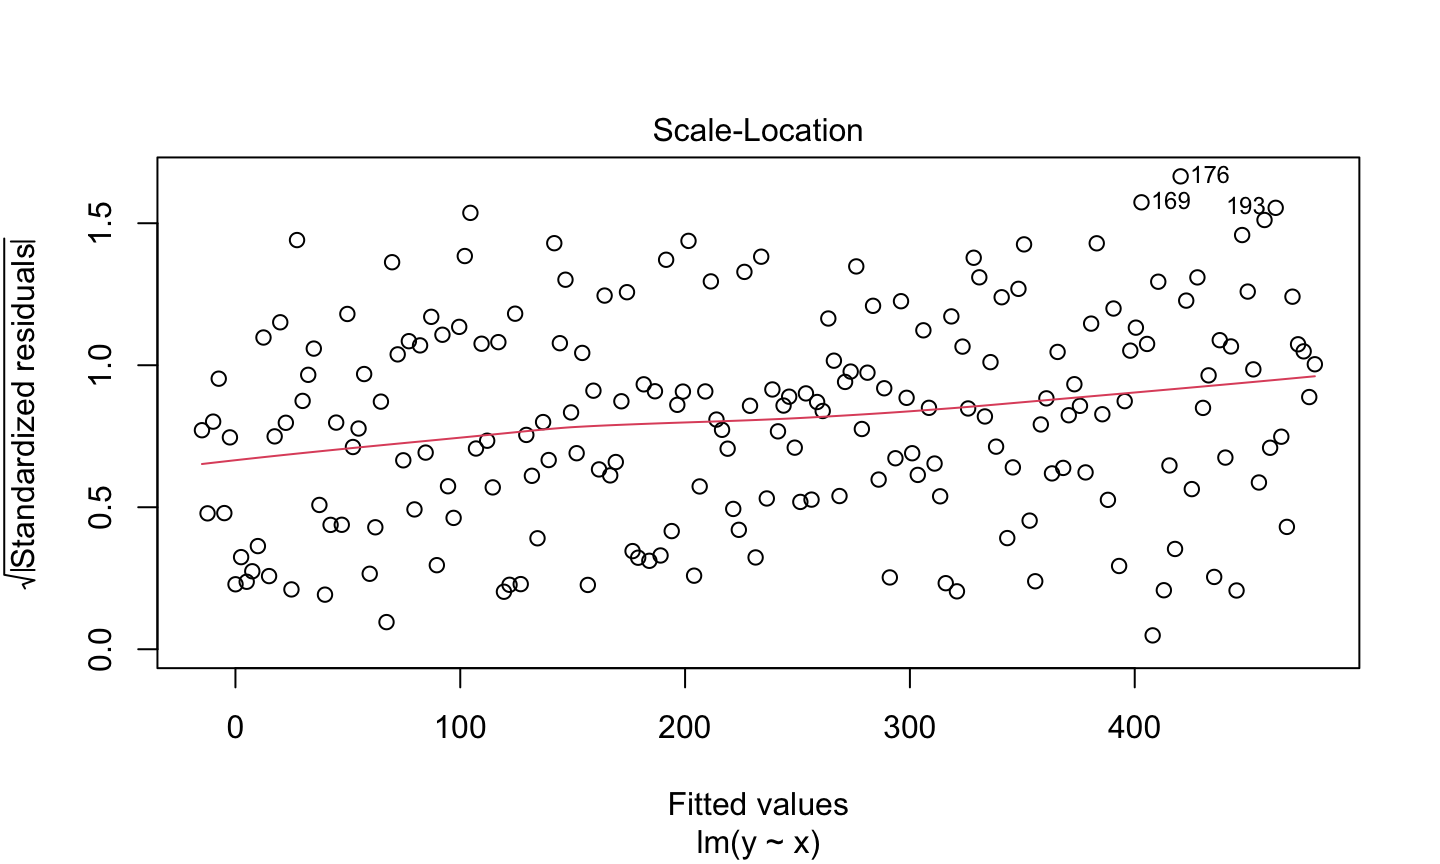 Scale-Location
√|Standardized residuals|
1.5
1.0
0.5
0.0
176
169
193
0 100 200 300 400
Fitted values
lm(y ~ x)